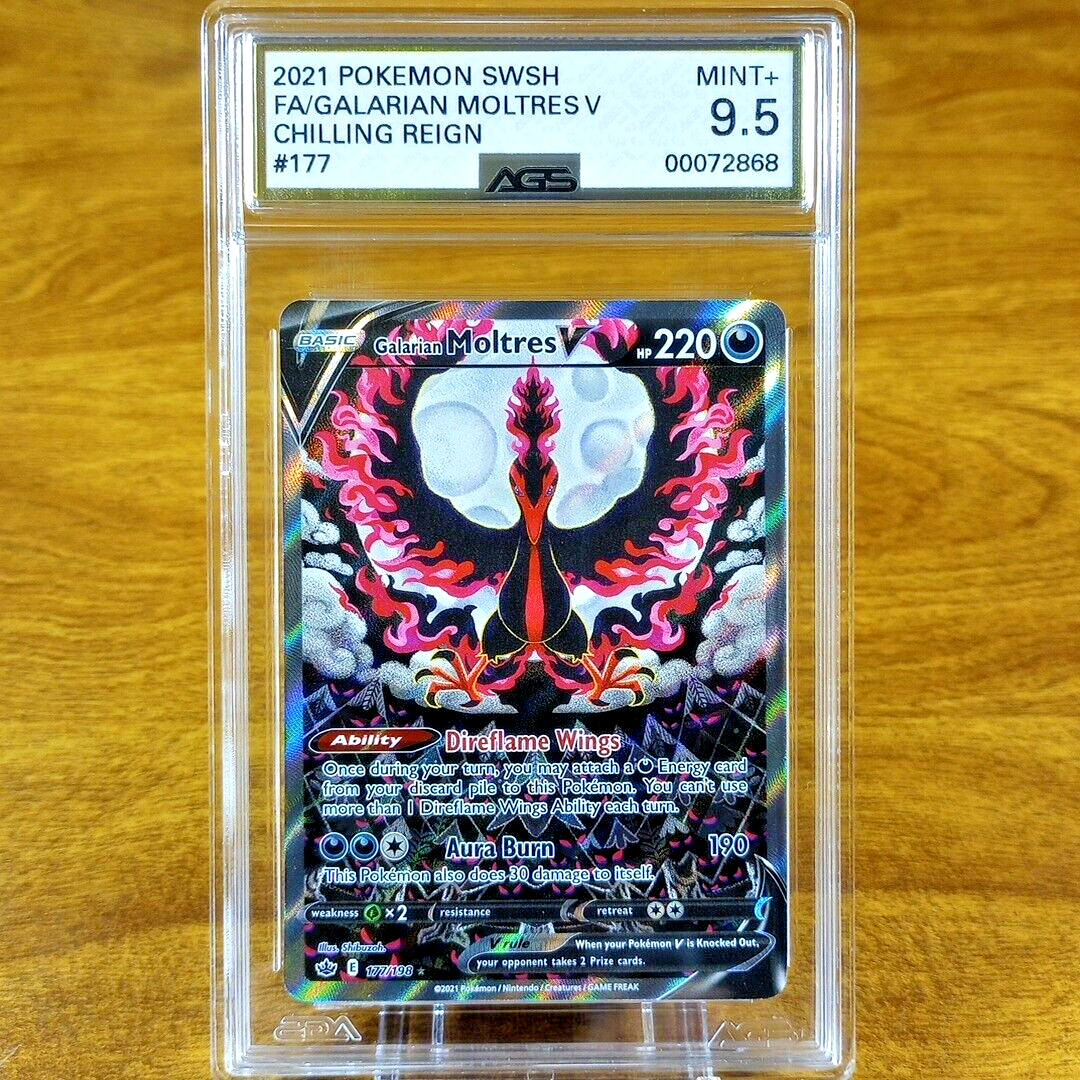 2021 POKEMON SWSH MINT+
FA/GALARIAN MOLTRES V 9.5
CHILLING REIGN
#177 AGS 00072868
BASIC Galarian Moltres V HP 220
Ability Direflame Wings
Once during your turn, you may attach a Energy card
from your discard pile to this Pokémon. You can't use
more than 1 Direflame Wings Ability each turn.
Aura Burn 190
This Pokémon also does 30 damage to itself.
weakness ×2 resistance retreat
Illus. Shibuzoh. V rule When your Pokémon V is Knocked Out,
your opponent takes 2 Prize cards.
E 177/198
©2021 Pokémon / Nintendo / Creatures / GAME FREAK